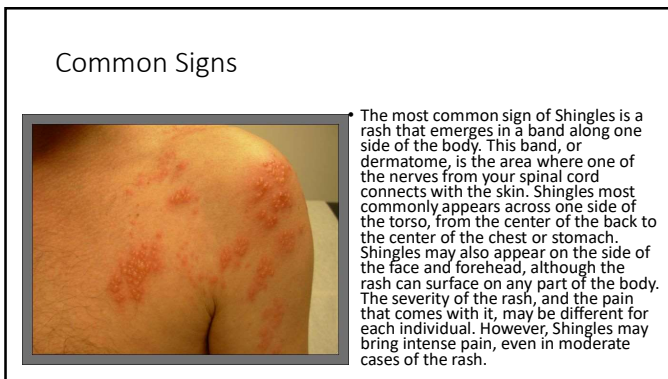 Common Signs
• The most common sign of Shingles is a
rash that emerges in a band along one
side of the body. This band, or
dermatome, is the area where one of
the nerves from your spinal cord
connects with the skin. Shingles most
commonly appears across one side of
the torso, from the center of the back to
the center of the chest or stomach.
Shingles may also appear on the side of
the face and forehead, although the
rash can surface on any part of the body.
The severity of the rash, and the pain
that comes with it, may be different for
each individual. However, Shingles may
bring intense pain, even in moderate
cases of the rash.